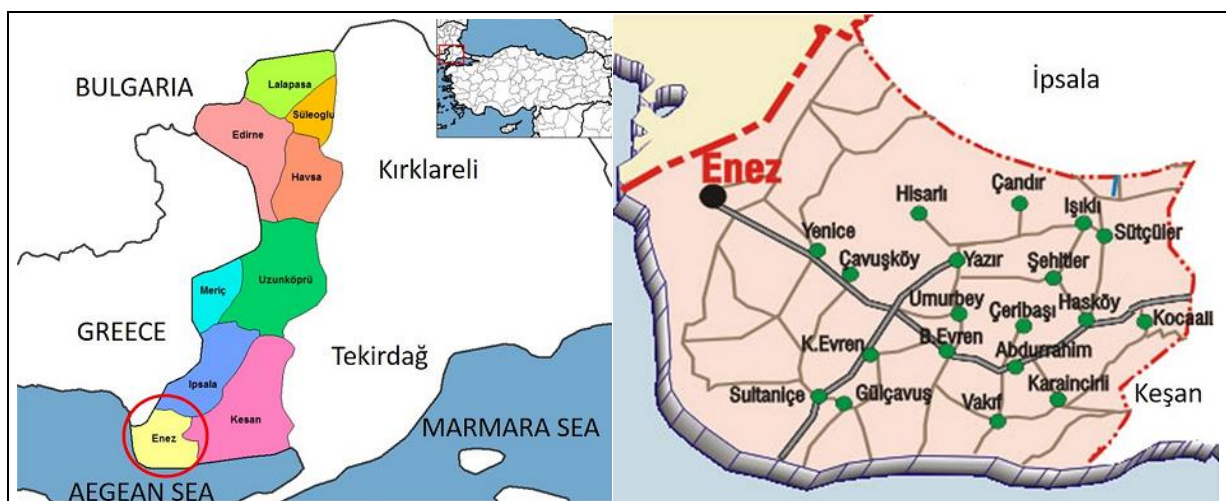 BULGARIA
Lalapasa
Süleoglu
Edirne
Havsa
Kırklareli
Uzunköprü
Meriç
GREECE
Tekirdağ
Ipsala
Kesan
Enez
MARMARA SEA
AEGEAN SEA
İpsala
Enez
Hisarlı
Çandır
Işıklı
Sütçüler
Yenice
Çavuşköy
Yazır
Şehitler
Umurbey
Çeribaşı
Hasköy
Kocaali
K.Evren
B.Evren
Abdurrahim
Sultaniçe
Gülçavuş
Vakıf
Karaincirli
Keşan